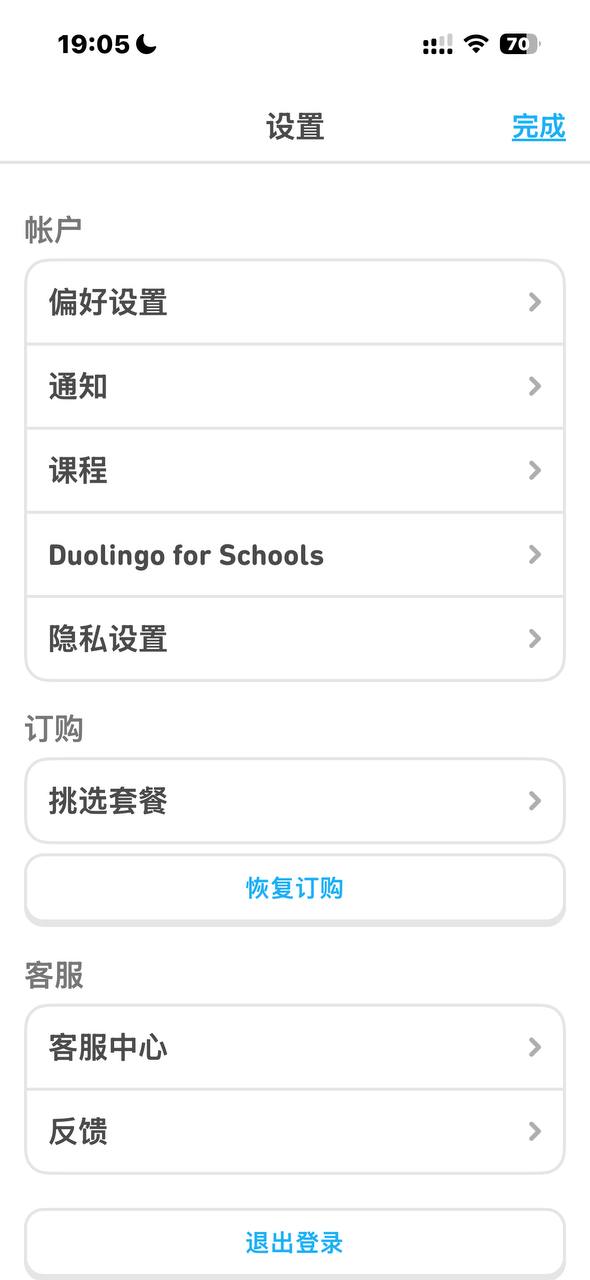 19:05
70
设置
完成
帐户
偏好设置
通知
课程
Duolingo for Schools
隐私设置
订购
挑选套餐
恢复订购
客服
客服中心
反馈
退出登录